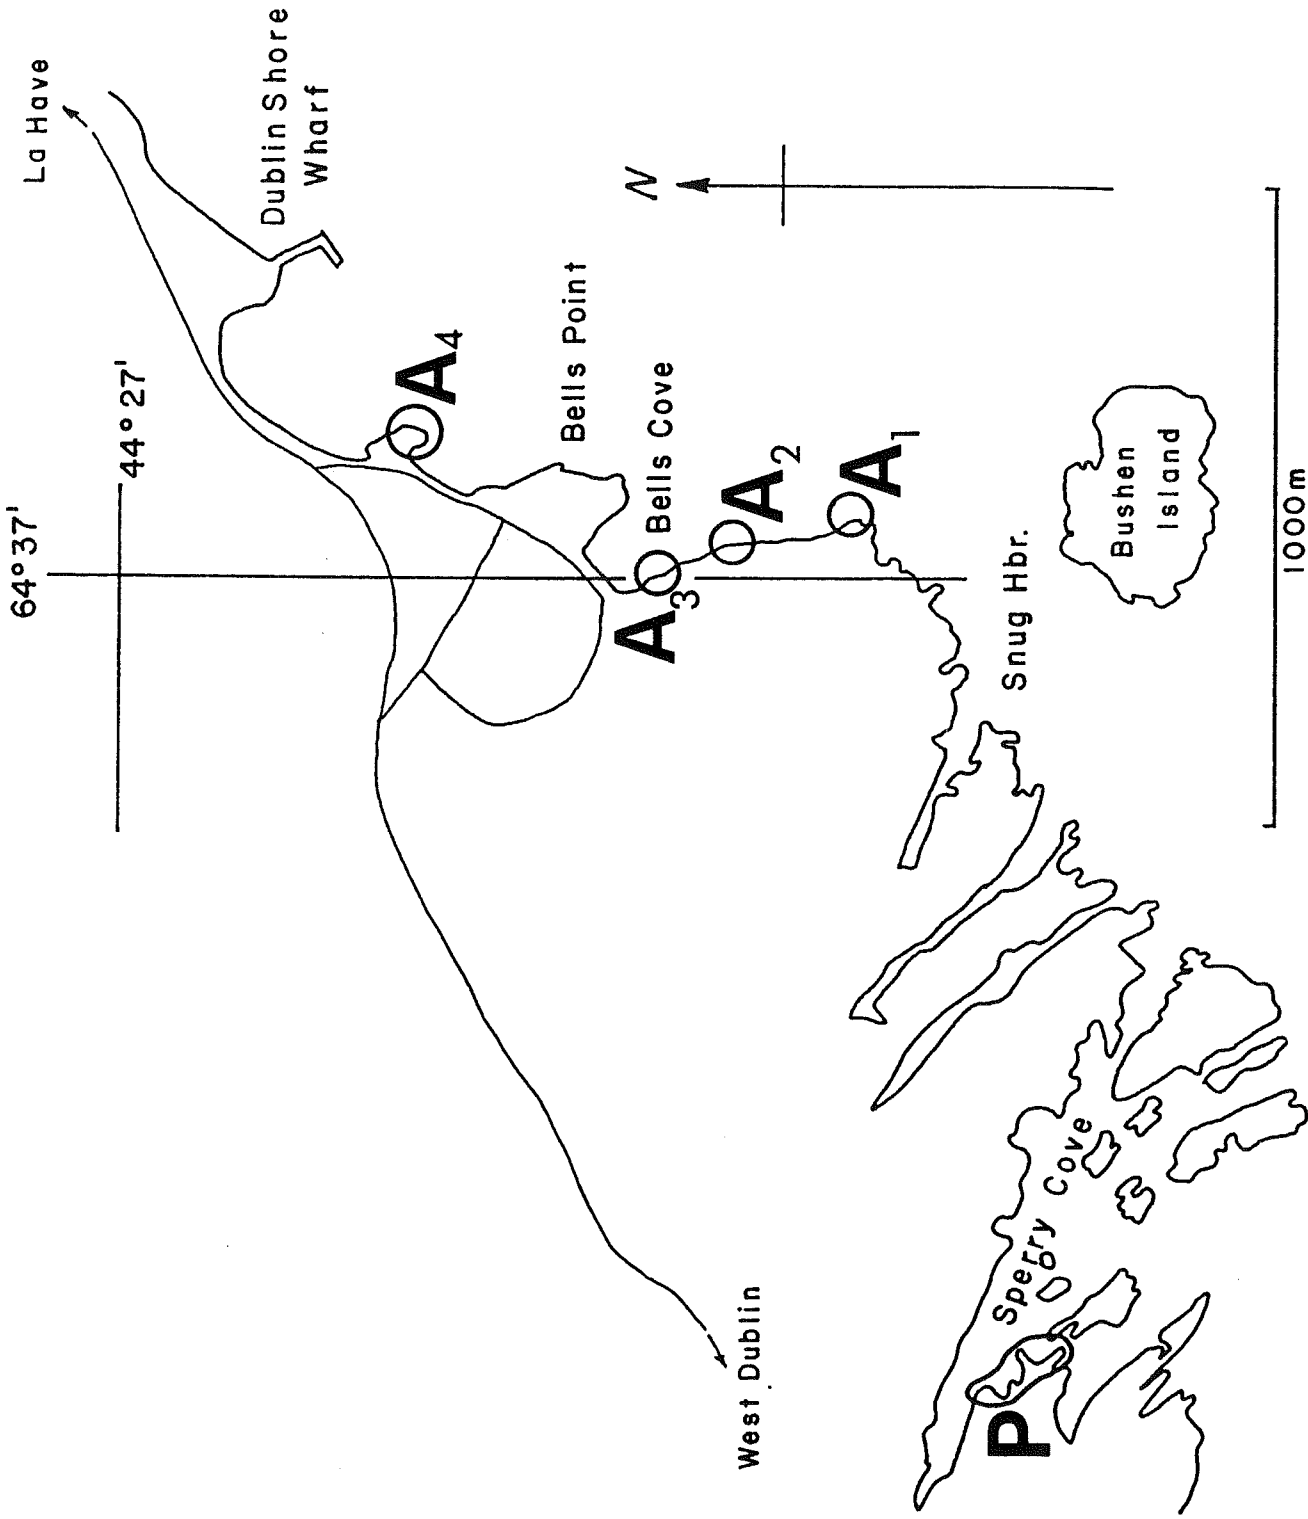 La Have
Dublin Shore
Wharf
64° 37'
44° 27'
N
A4
Bells Point
Bells Cove
A3
A2
A1
Snug Hbr.
Bushen
Island
1000m
West Dublin
Sperry Cove
P